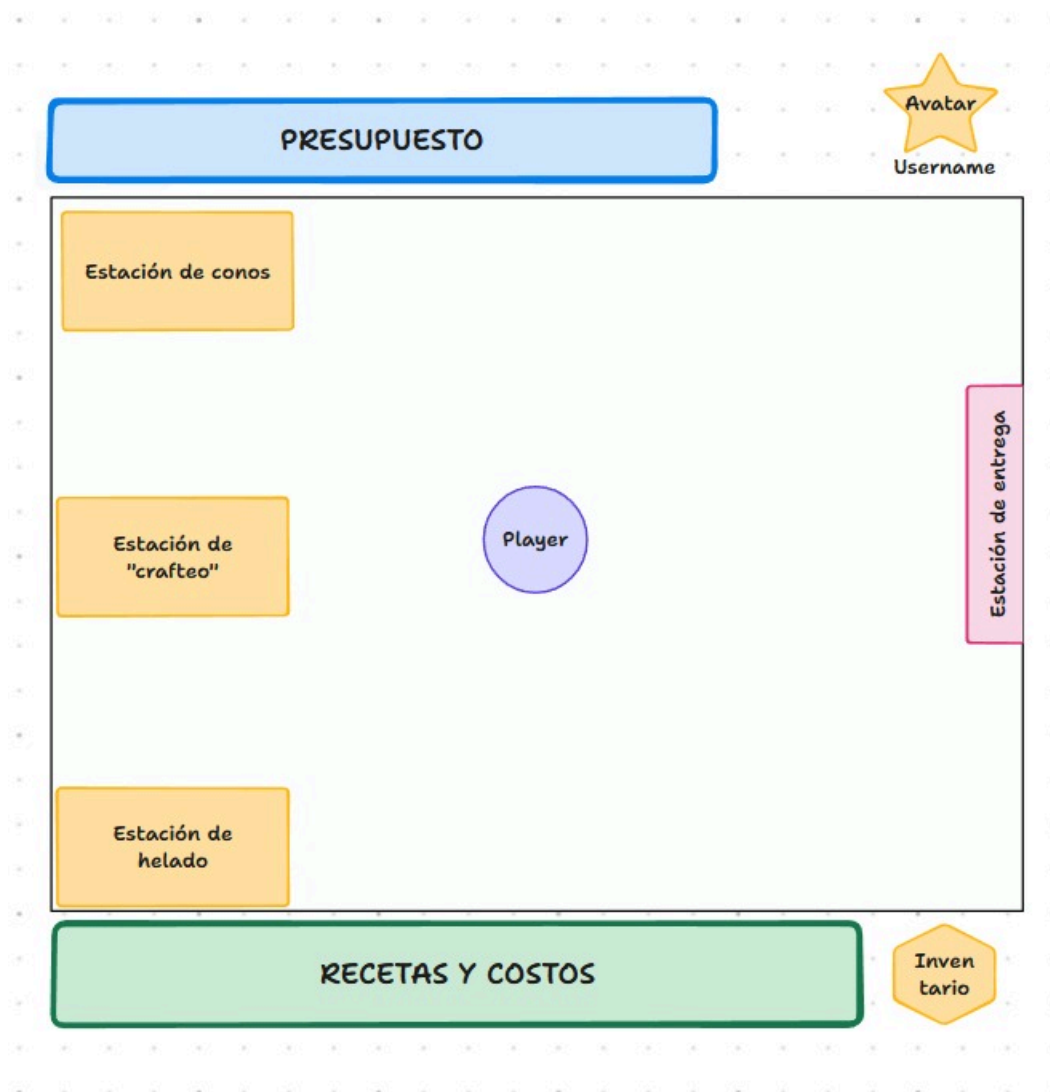 Avatar
PRESUPUESTO
Username
Estación de conos
Estación de
"crafteo"
Player
Estación de entrega
Estación de
helado
RECETAS Y COSTOS
Inven
tario